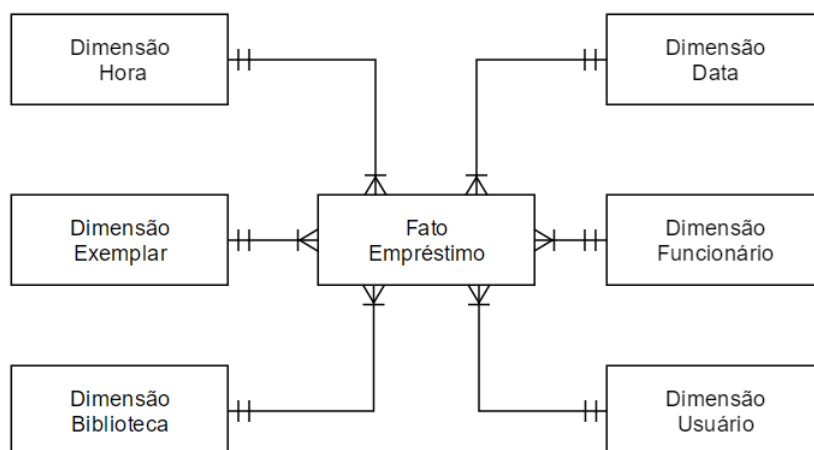 Dimensão
Hora
Dimensão
Data
Dimensão
Exemplar
Fato
Empréstimo
Dimensão
Funcionário
Dimensão
Biblioteca
Dimensão
Usuário